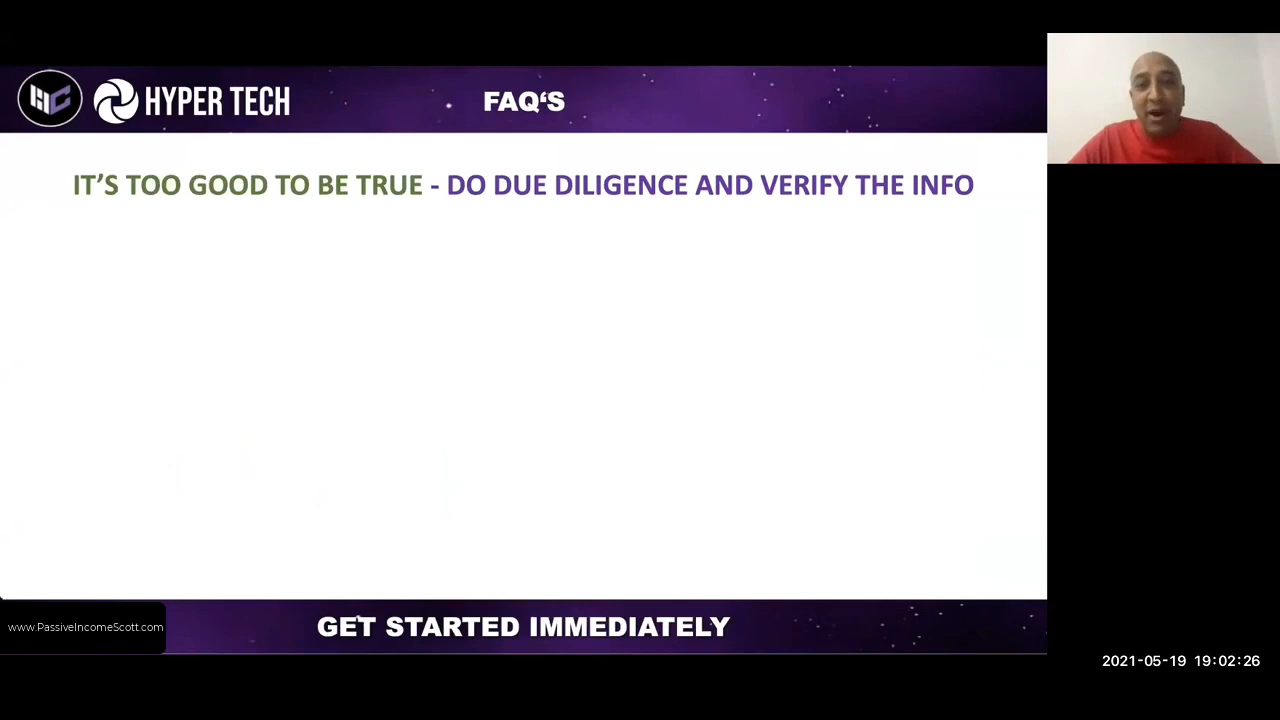 HC HYPER TECH
FAQ‘S
IT’S TOO GOOD TO BE TRUE - DO DUE DILIGENCE AND VERIFY THE INFO
www.PassiveIncomeScott.com
GET STARTED IMMEDIATELY
2021-05-19 19:02:26